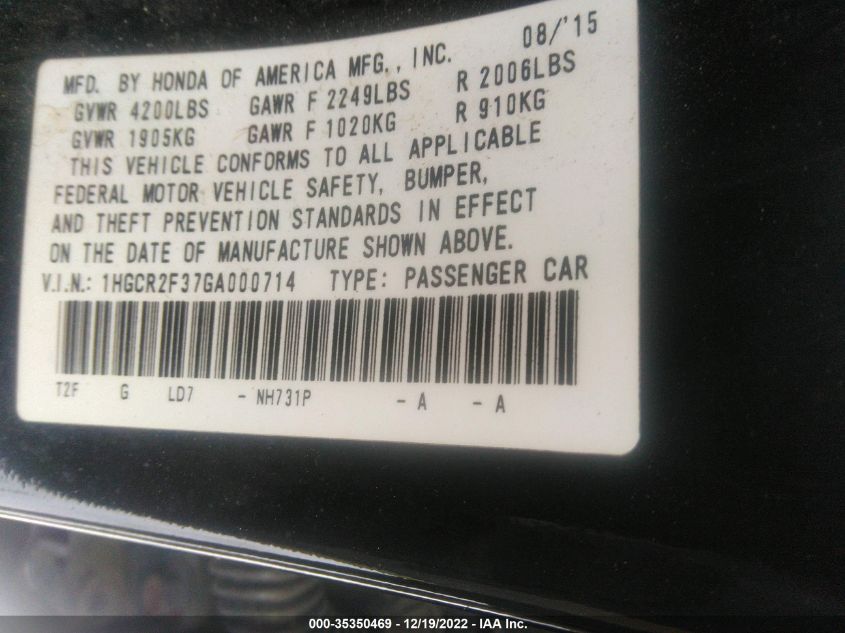 08/'15
MFD. BY HONDA OF AMERICA MFG., INC.
GVWR 4200LBS GAWR F 2249LBS R 2006LBS
GVWR 1905KG GAWR F 1020KG R 910KG
THIS VEHICLE CONFORMS TO ALL APPLICABLE
FEDERAL MOTOR VEHICLE SAFETY, BUMPER,
AND THEFT PREVENTION STANDARDS IN EFFECT
ON THE DATE OF MANUFACTURE SHOWN ABOVE.
V.I.N.: 1HGCR2F37GA000714 TYPE: PASSENGER CAR
T2F G LD7 - NH731P - A - A
000-35350469 - 12/19/2022 - IAA Inc.